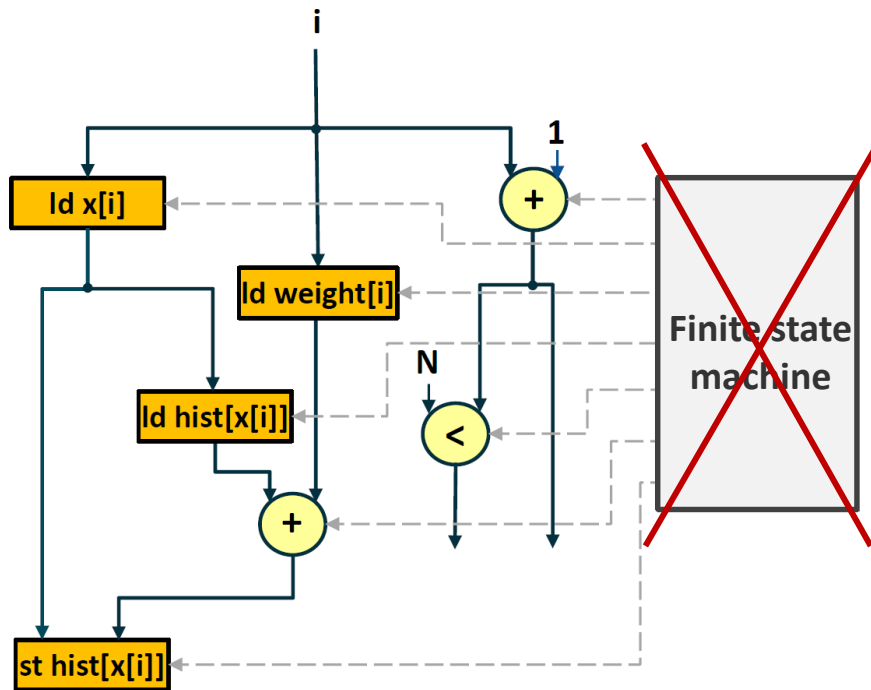 i
1
ld x[i]
+
ld weight[i]
Finite state
machine
N
ld hist[x[i]]
<
+
st hist[x[i]]